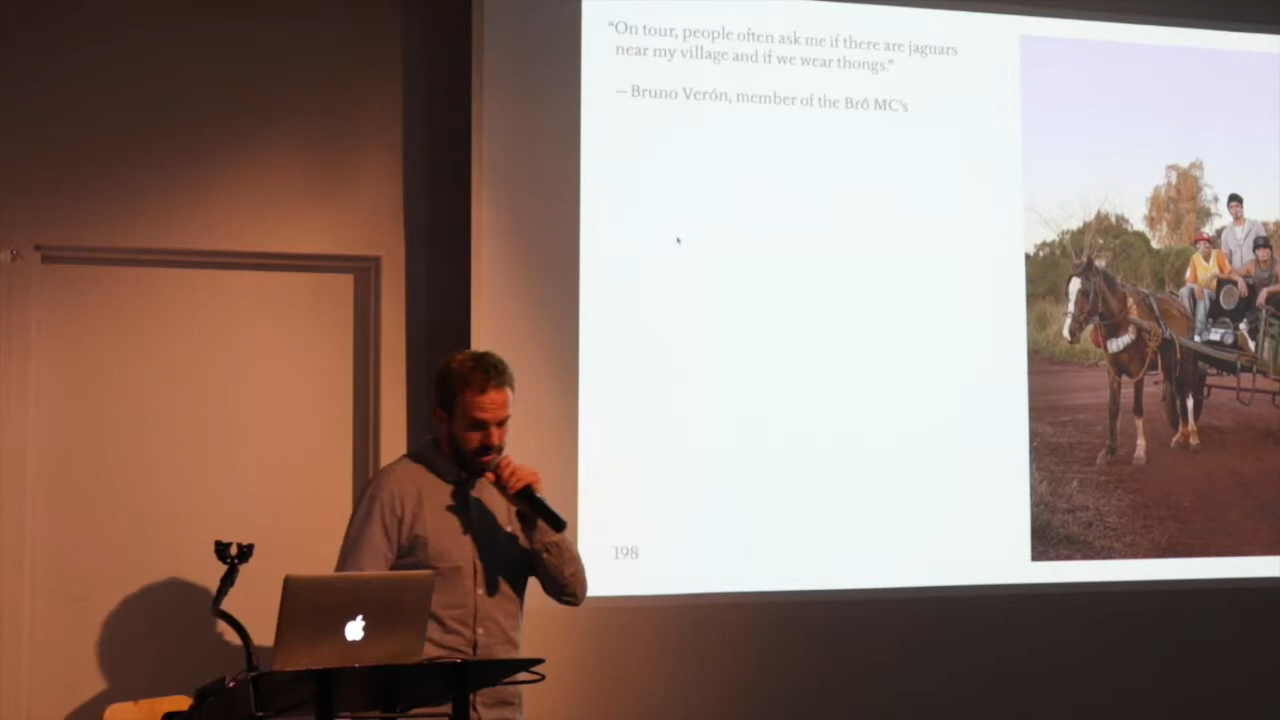 “On tour, people often ask me if there are jaguars
near my village and if we wear thongs.”
— Bruno Verón, member of the Brô MC’s
198